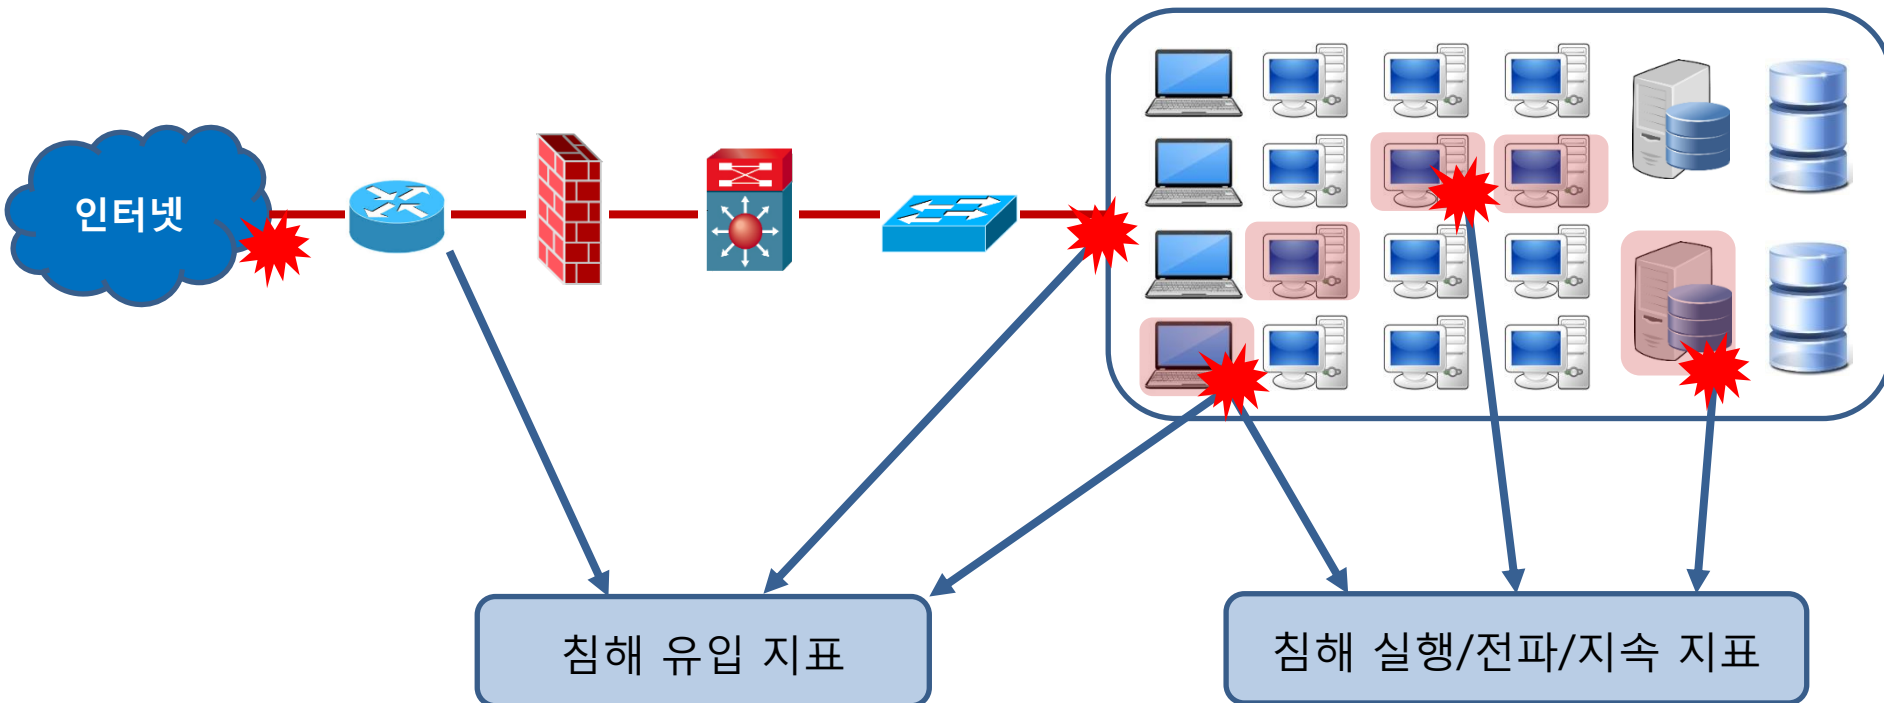 인터넷
침해 유입 지표
침해 실행/전파/지속 지표